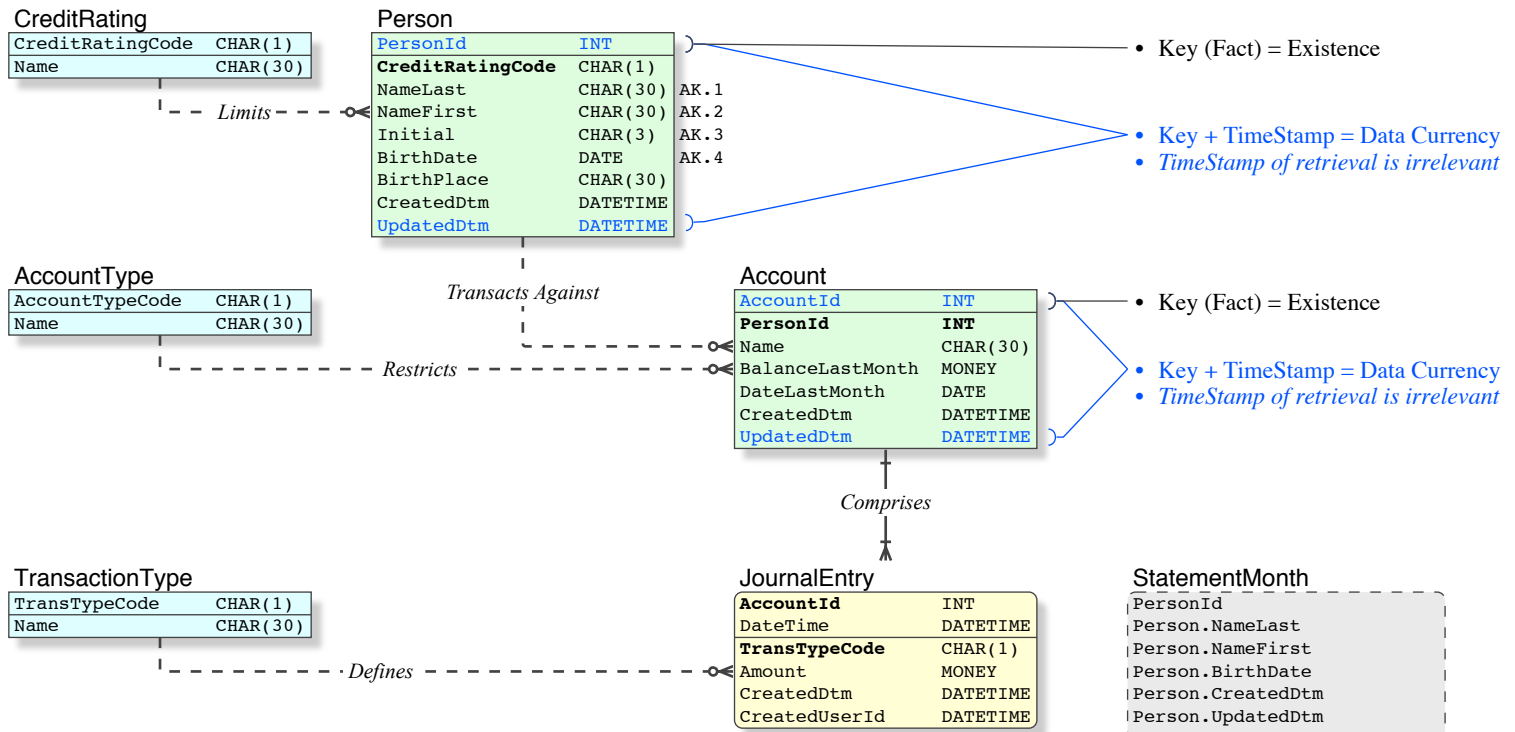 CreditRating
CreditRatingCode CHAR(1)
Name CHAR(30)
Limits
Person
PersonId INT
CreditRatingCode CHAR(1)
NameLast CHAR(30) AK.1
NameFirst CHAR(30) AK.2
Initial CHAR(3) AK.3
BirthDate DATE AK.4
BirthPlace CHAR(30)
CreatedDtm DATETIME
UpdatedDtm DATETIME
• Key (Fact) = Existence
• Key + TimeStamp = Data Currency
• TimeStamp of retrieval is irrelevant
AccountType
AccountTypeCode CHAR(1)
Name CHAR(30)
Transacts Against
Restricts
Account
AccountId INT
PersonId INT
Name CHAR(30)
BalanceLastMonth MONEY
DateLastMonth DATE
CreatedDtm DATETIME
UpdatedDtm DATETIME
• Key (Fact) = Existence
• Key + TimeStamp = Data Currency
• TimeStamp of retrieval is irrelevant
Comprises
TransactionType
TransTypeCode CHAR(1)
Name CHAR(30)
Defines
JournalEntry
AccountId INT
DateTime DATETIME
TransTypeCode CHAR(1)
Amount MONEY
CreatedDtm DATETIME
CreatedUserId DATETIME
StatementMonth
PersonId
Person.NameLast
Person.NameFirst
Person.BirthDate
Person.CreatedDtm
Person.UpdatedDtm